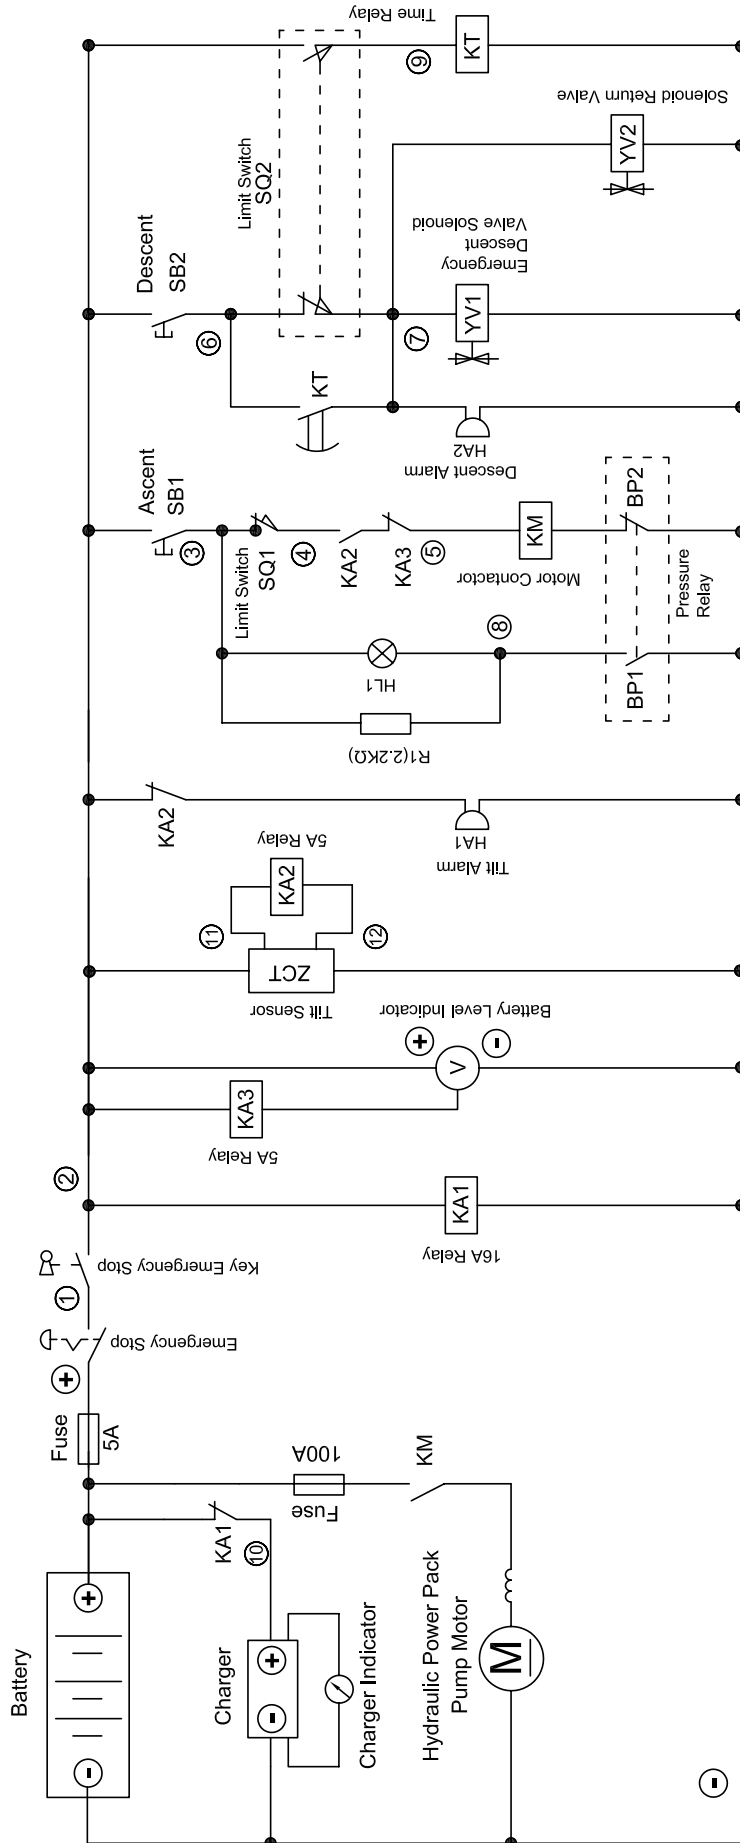 Battery
Charger
Charger Indicator
Hydraulic Power Pack
Pump Motor
M
KA1
10
Fuse
100A
KM
Fuse
5A
Emergency Stop
1
Key Emergency Stop
2
KA1
16A Relay
KA3
5A Relay
V
Battery Level Indicator
ZCT
Tilt Sensor
11
12
KA2
5A Relay
KA2
HA1
Tilt Alarm
R1(2.2KΩ)
HL1
8
BP1
BP2
Pressure
Relay
Ascent
SB1
3
Limit Switch
SQ1
4
KA2
KA3
5
KM
Motor Contactor
Descent
SB2
6
KT
HA2
Descent Alarm
Limit Switch
SQ2
7
YV1
Emergency
Descent
Valve Solenoid
YV2
Solenoid Return
Valve
Time Relay
9
KT
+
-
+
-
+
+
-
-